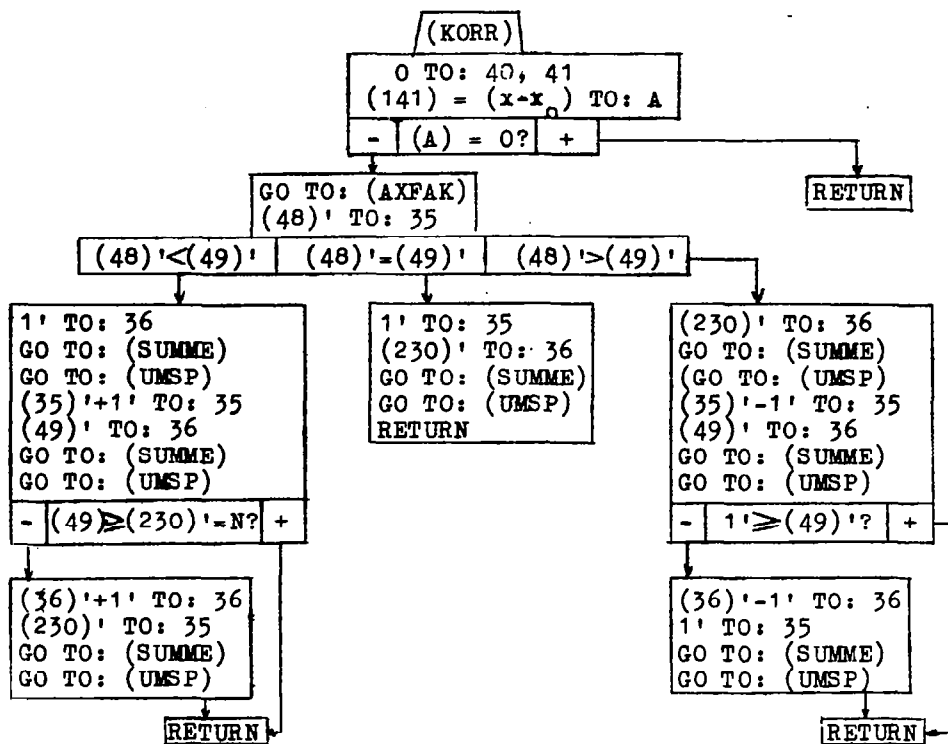 (KORR)
0 TO: 40, 41
(141) = (x-x₀) TO: A
- (A) = 0? +
RETURN
GO TO: (AXFAK)
(48)' TO: 35
(48)'<(49)' (48)'=(49)' (48)'>(49)'
1' TO: 36
GO TO: (SUMME)
GO TO: (UMSP)
(35)'+1' TO: 35
(49)' TO: 36
GO TO: (SUMME)
GO TO: (UMSP)
- (49)≥(230)'=N? +
(36)'+1' TO: 36
(230)' TO: 35
GO TO: (SUMME)
GO TO: (UMSP)
RETURN
1' TO: 35
(230)' TO: 36
GO TO: (SUMME)
GO TO: (UMSP)
RETURN
(230)' TO: 36
GO TO: (SUMME)
(GO TO: (UMSP)
(35)'-1' TO: 35
(49)' TO: 36
GO TO: (SUMME)
GO TO: (UMSP)
- 1'≥(49)'? +
(36)'-1' TO: 36
1' TO: 35
GO TO: (SUMME)
GO TO: (UMSP)
RETURN